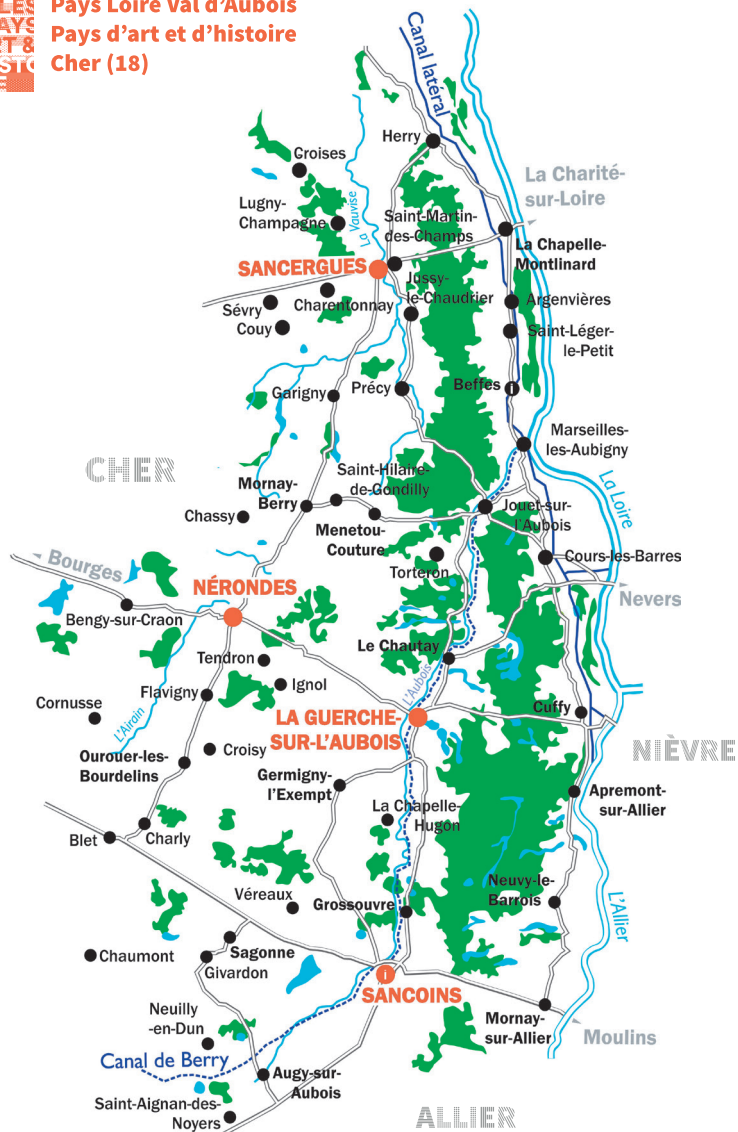 Pays Loire Val d'Aubois
Pays d'art et d'histoire
Cher (18)
Canal latéral
Herry
Croises
La Charité-
sur-Loire
Lugny-
Champagne
La Vauvise
Saint-Martin-
des-Champs
La Chapelle-
Montlinard
SANCERGUES
Jussy-
le-Chaudrier
Charentonnay
Argenvières
Sévry
Couy
Saint-Léger-
le-Petit
Garigny
Précy
Beffes
i
Marseilles-
les-Aubigny
CHER
Saint-Hilaire-
de-Gondilly
Mornay-
Berry
La Loire
Chassy
Menetou-
Couture
Jouet-sur-
l'Aubois
Torteron
Cours-les-Barres
Bourges
NÉRONDES
Nevers
Bengy-sur-Craon
Le Chautay
Tendron
Ignol
L'Aubois
Flavigny
Cornusse
L'Airain
LA GUERCHE-
SUR-L'AUBOIS
Cuffy
Croisy
NIÈVRE
Ourouer-les-
Bourdelins
Germigny-
l'Exempt
Apremont-
sur-Allier
La Chapelle-
Hugon
Blet
Charly
Neuvy-le-
Barrois
Véreaux
Grossouvre
L'Allier
Sagonne
Chaumont
Givardon
i
SANCOINS
Neuilly
-en-Dun
Mornay-
sur-Allier
Moulins
Canal de Berry
Augy-sur-
Aubois
Saint-Aignan-des-
Noyers
ALLIER